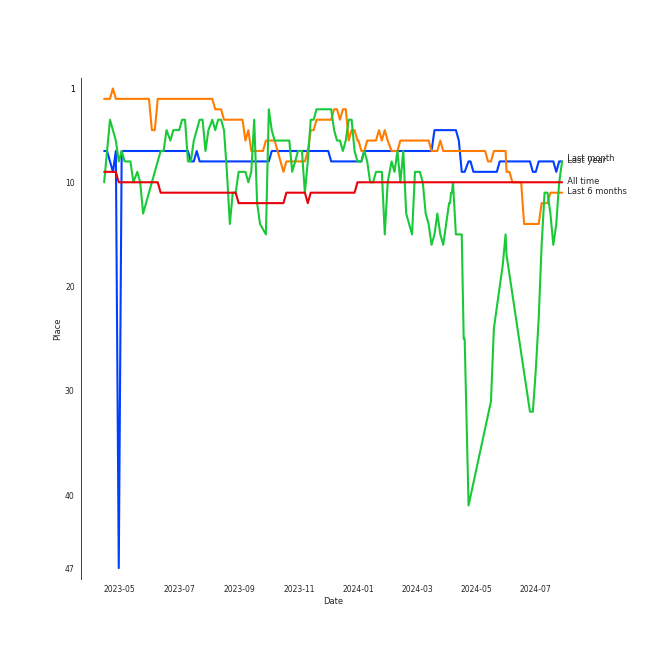 1
10
20
30
40
47
Place
2023-05 2023-07 2023-09 2023-11 2024-01 2024-03 2024-05 2024-07
Date
Last month
Last year
All time
Last 6 months